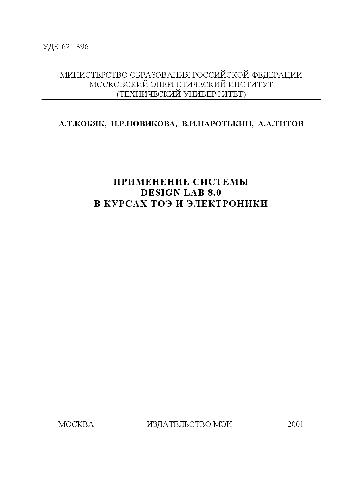 УДК 621.396
МИНИСТЕРСТВО ОБРАЗОВАНИЯ РОССИЙСКОЙ ФЕДЕРАЦИИ
МОСКОВСКИЙ ЭНЕРГЕТИЧЕСКИЙ ИНСТИТУТ
(ТЕХНИЧЕСКИЙ УНИВЕРСИТЕТ)
А.Т.КОБЯК, Н.Р.НОВИКОВА, В.И.ПАРОТЬКИН, А.А.ТИТОВ
ПРИМЕНЕНИЕ СИСТЕМЫ
DESIGN LAB 8.0
В КУРСАХ ТОЭ И ЭЛЕКТРОНИКИ
МОСКВА ИЗДАТЕЛЬСТВО МЭИ 2001